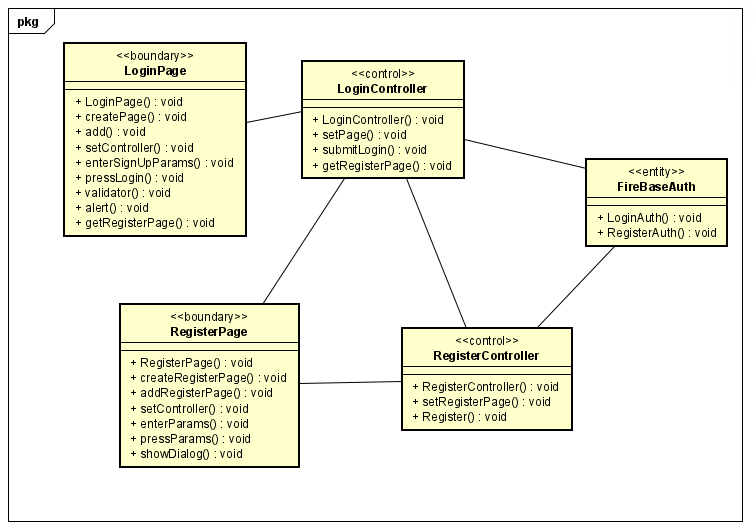 pkg
<<boundary>>
LoginPage
+ LoginPage() : void
+ createPage() : void
+ add() : void
+ setController() : void
+ enterSignUpParams() : void
+ pressLogin() : void
+ validator() : void
+ alert() : void
+ getRegisterPage() : void
<<control>>
LoginController
+ LoginController() : void
+ setPage() : void
+ submitLogin() : void
+ getRegisterPage() : void
<<entity>>
FireBaseAuth
+ LoginAuth() : void
+ RegisterAuth() : void
<<boundary>>
RegisterPage
+ RegisterPage() : void
+ createRegisterPage() : void
+ addRegisterPage() : void
+ setController() : void
+ enterParams() : void
+ pressParams() : void
+ showDialog() : void
<<control>>
RegisterController
+ RegisterController() : void
+ setRegisterPage() : void
+ Register() : void